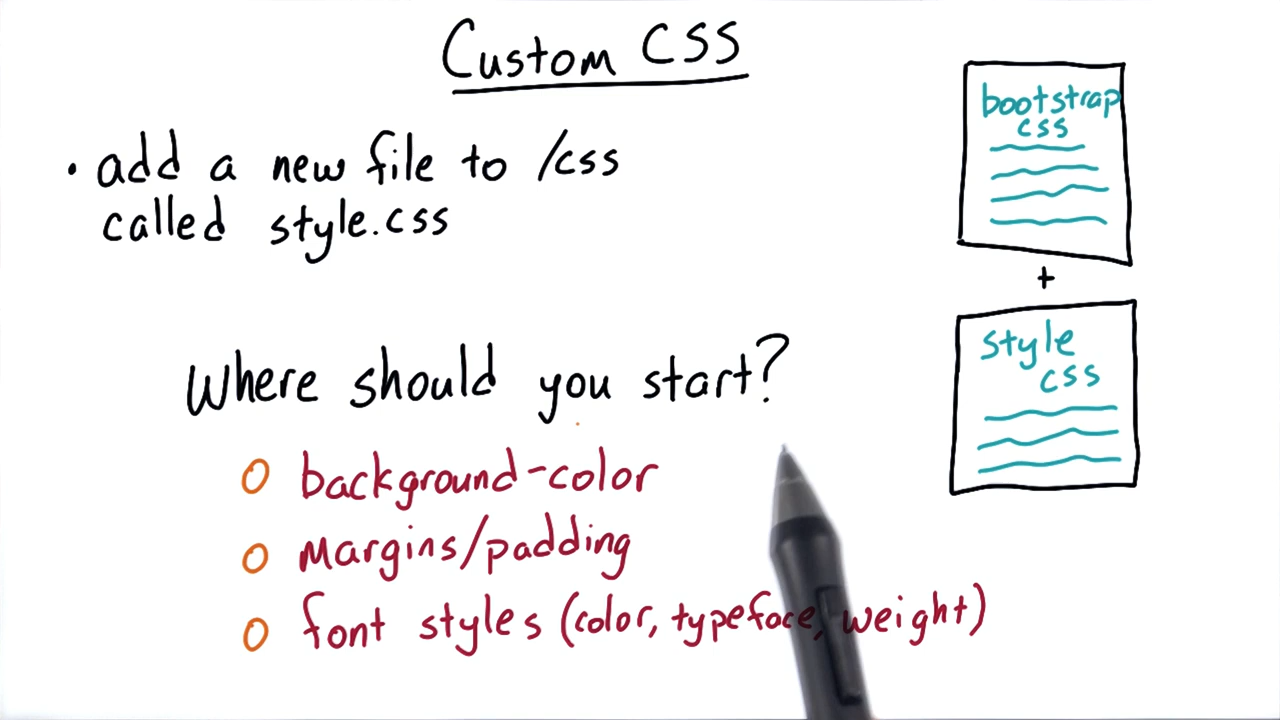 Custom CSS
• add a new file to /css
called style.css
bootstrap
css
+
style
css
Where should you start?
O background-color
O margins/padding
O font styles (color, typeface, weight)